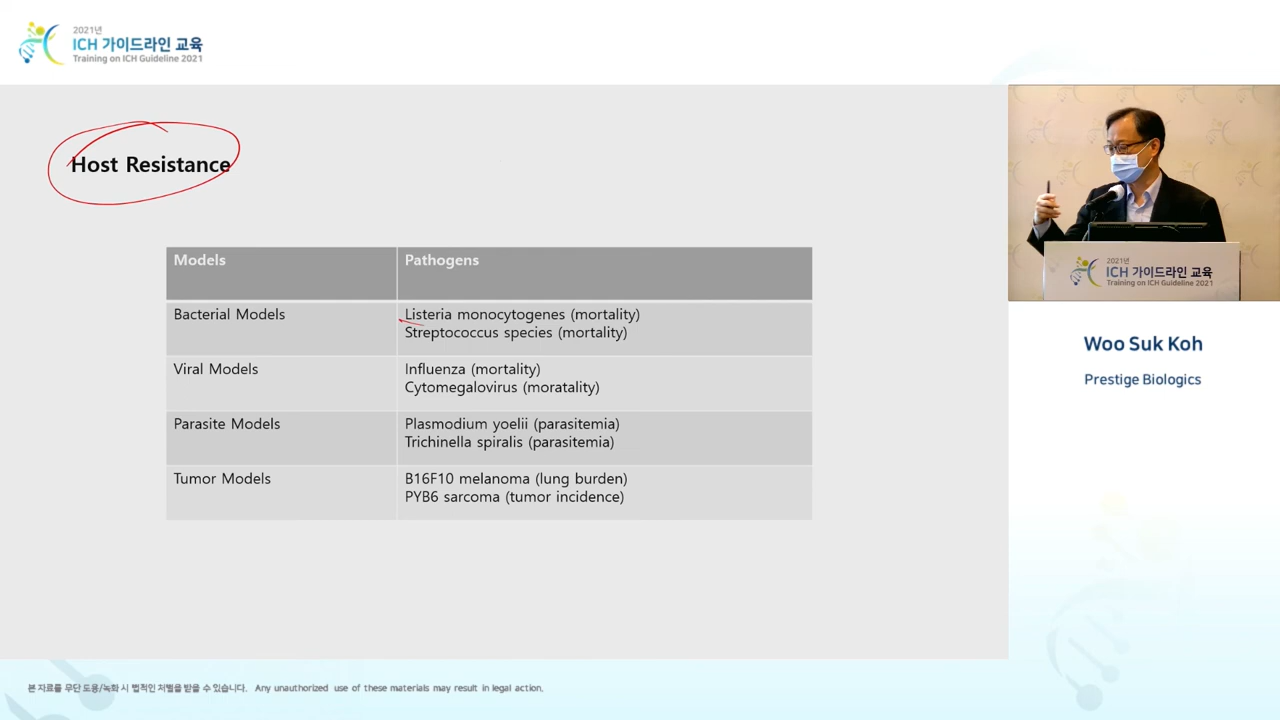 2021년
ICH 가이드라인 교육
Training on ICH Guideline 2021
Host Resistance
Models Pathogens
Bacterial Models Listeria monocytogenes (mortality)
Streptococcus species (mortality)
Viral Models Influenza (mortality)
Cytomegalovirus (moratality)
Parasite Models Plasmodium yoelii (parasitemia)
Trichinella spiralis (parasitemia)
Tumor Models B16F10 melanoma (lung burden)
PYB6 sarcoma (tumor incidence)
2021년
ICH 가이드라인 교육
Training on ICH Guideline 2021
Woo Suk Koh
Prestige Biologics
본 자료를 무단 도용/녹화 시 법적인 처벌을 받을 수 있습니다. Any unauthorized use of these materials may result in legal action.